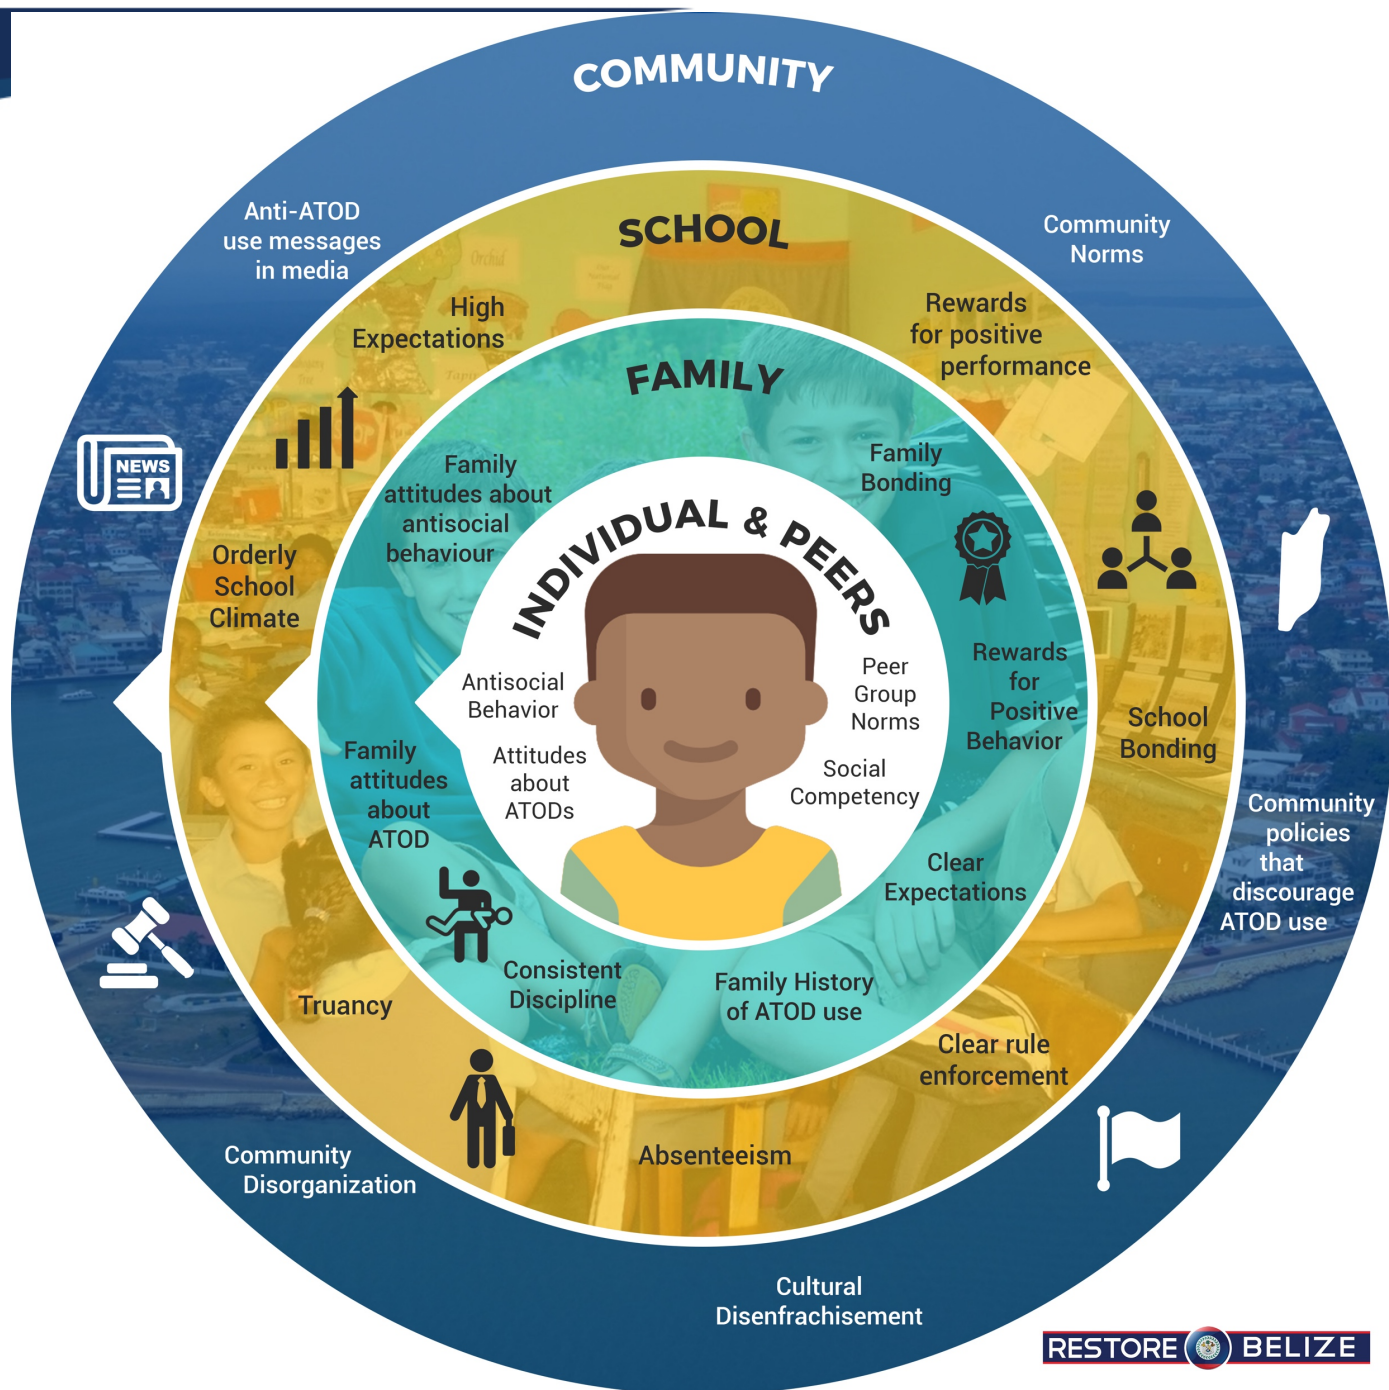 COMMUNITY
Anti-ATOD
use messages
in media
Community
Norms
NEWS
Community
policies
that
discourage
ATOD use
Community
Disorganization
Cultural
Disenfrachisement
SCHOOL
High
Expectations
Rewards
for positive
performance
Orderly
School
Climate
School
Bonding
Truancy
Clear rule
enforcement
Absenteeism
FAMILY
Family
attitudes about
antisocial
behaviour
Family
Bonding
Rewards
for
Positive
Behavior
Family
attitudes
about
ATOD
Clear
Expectations
Consistent
Discipline
Family History
of ATOD use
INDIVIDUAL & PEERS
Antisocial
Behavior
Peer
Group
Norms
Attitudes
about
ATODs
Social
Competency
Orchid
RESTORE BELIZE